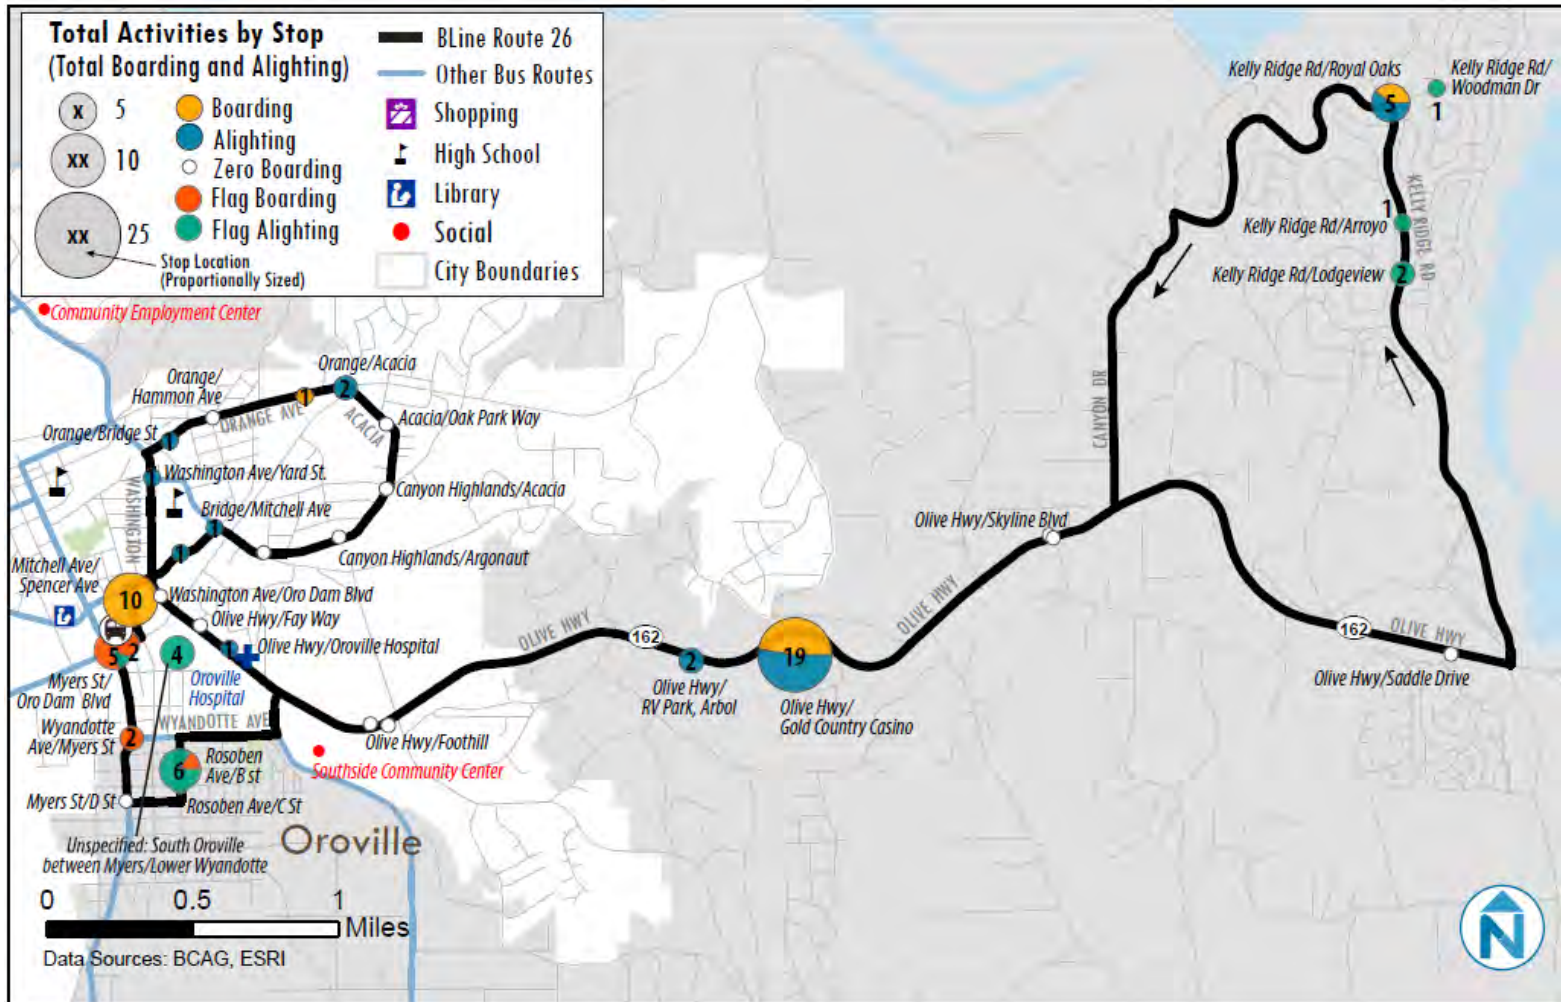 Total Activities by Stop
(Total Boarding and Alighting)
x 5
xx 10
xx 25
Stop Location
(Proportionally Sized)
Boarding
Alighting
Zero Boarding
Flag Boarding
Flag Alighting
BLine Route 26
Other Bus Routes
Shopping
High School
Library
Social
City Boundaries
Kelly Ridge Rd/Royal Oaks
5
Kelly Ridge Rd/
Woodman Dr
1
KELLY RIDGE RD
1
Kelly Ridge Rd/Arroyo
Kelly Ridge Rd/Lodgeview
2
Community Employment Center
Orange/
Hammon Ave
Orange/Acacia
1
2
ORANGE AVE
ACACIA
Acacia/Oak Park Way
Orange/Bridge St
1
1
Washington Ave/Yard St.
WASHINGTON
Canyon Highlands/Acacia
Bridge/Mitchell Ave
1
1
Canyon Highlands/Argonaut
CANYON DR
Olive Hwy/Skyline Blvd
Mitchell Ave/
Spencer Ave
10
Washington Ave/Oro Dam Blvd
Olive Hwy/Fay Way
1
Olive Hwy/Oroville Hospital
5
2
4
Oroville
Hospital
Myers St/
Oro Dam Blvd
OLIVE HWY
162
2
Olive Hwy/
RV Park, Arbol
19
Olive Hwy/
Gold Country Casino
OLIVE HWY
162
OLIVE HWY
Olive Hwy/Saddle Drive
Wyandotte
Ave/Myers St
2
WYANDOTTE AVE
Olive Hwy/Foothill
6
Rosoben
Ave/B st
Southside Community Center
Myers St/D St
Rosoben Ave/C St
Unspecified: South Oroville
between Myers/Lower Wyandotte
Oroville
0 0.5 1
Miles
Data Sources: BCAG, ESRI
N